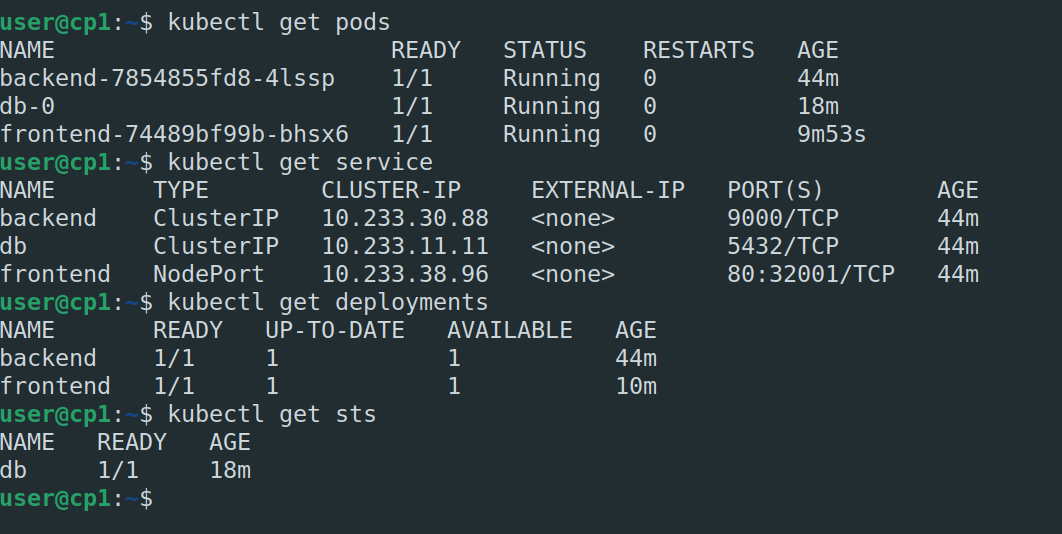 user@cp1:~$ kubectl get pods
NAME                        READY   STATUS    RESTARTS   AGE
backend-7854855fd8-4lssp    1/1     Running   0          44m
db-0                        1/1     Running   0          18m
frontend-74489bf99b-bhsx6   1/1     Running   0          9m53s
user@cp1:~$ kubectl get service
NAME       TYPE        CLUSTER-IP     EXTERNAL-IP   PORT(S)        AGE
backend    ClusterIP   10.233.30.88   <none>        9000/TCP       44m
db         ClusterIP   10.233.11.11   <none>        5432/TCP       44m
frontend   NodePort    10.233.38.96   <none>        80:32001/TCP   44m
user@cp1:~$ kubectl get deployments
NAME       READY   UP-TO-DATE   AVAILABLE   AGE
backend    1/1     1            1           44m
frontend   1/1     1            1           10m
user@cp1:~$ kubectl get sts
NAME   READY   AGE
db     1/1     18m
user@cp1:~$